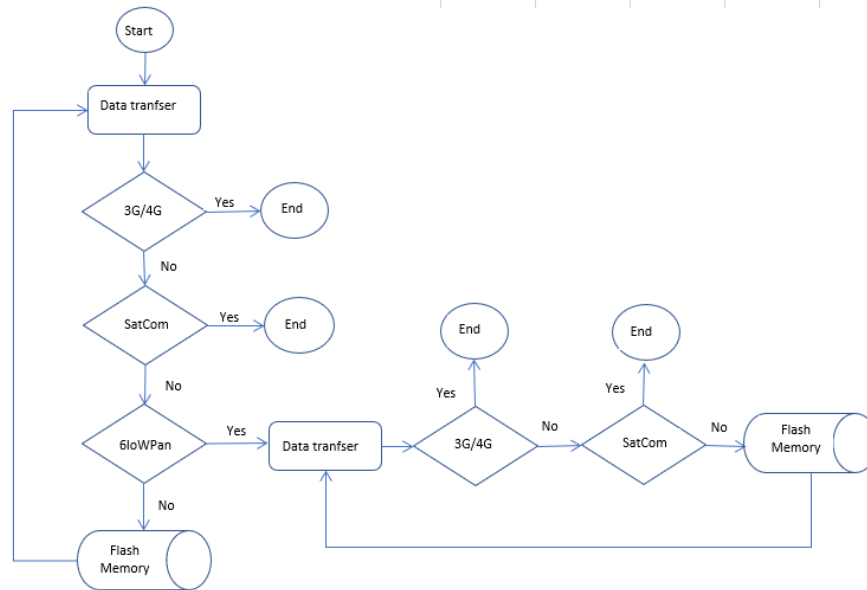 Start
Data tranfser
3G/4G
Yes
End
No
SatCom
Yes
End
No
6loWPan
Yes
Data tranfser
3G/4G
Yes
End
No
SatCom
Yes
End
No
Flash
Memory
No
Flash
Memory